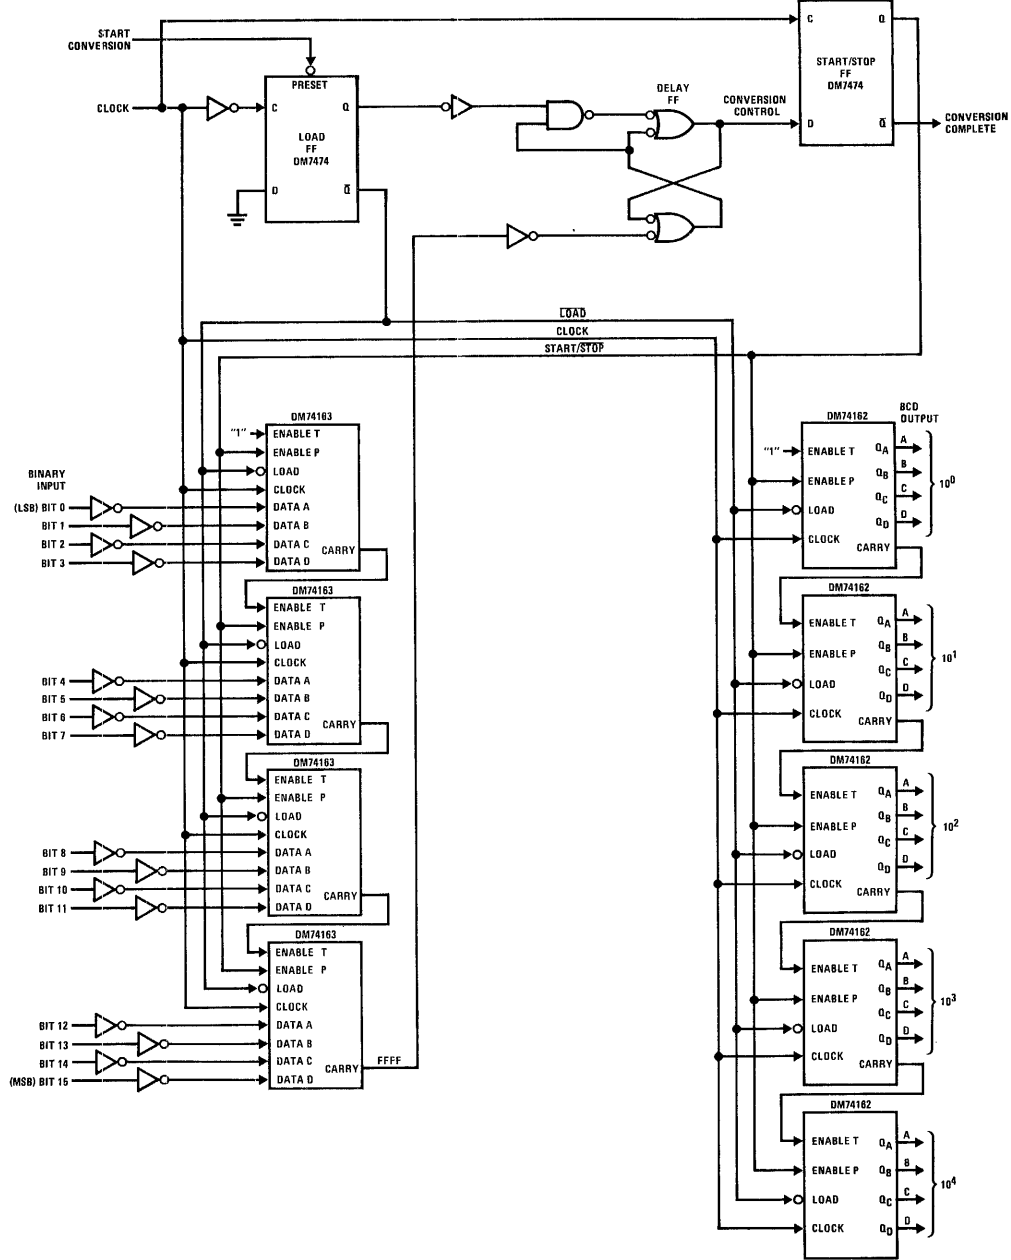 START
CONVERSION
CLOCK
PRESET
C
Q
LOAD
FF
DM7474
D
Q̅
DELAY
FF
CONVERSION
CONTROL
C
Q
START/STOP
FF
DM7474
D
Q̅
CONVERSION
COMPLETE
L̅O̅A̅D̅
CLOCK
START/S̅T̅O̅P̅
BINARY
INPUT
(LSB) BIT 0
BIT 1
BIT 2
BIT 3
DM74163
"1"
ENABLE T
ENABLE P
LOAD
CLOCK
DATA A
DATA B
DATA C
DATA D
CARRY
BIT 4
BIT 5
BIT 6
BIT 7
DM74163
ENABLE T
ENABLE P
LOAD
CLOCK
DATA A
DATA B
DATA C
DATA D
CARRY
BIT 8
BIT 9
BIT 10
BIT 11
DM74163
ENABLE T
ENABLE P
LOAD
CLOCK
DATA A
DATA B
DATA C
DATA D
CARRY
BIT 12
BIT 13
BIT 14
(MSB) BIT 15
DM74163
ENABLE T
ENABLE P
LOAD
CLOCK
DATA A
DATA B
DATA C
DATA D
CARRY
FFFF
BCD
OUTPUT
DM74162
"1"
ENABLE T
ENABLE P
LOAD
CLOCK
QA A
QB B
QC C
QD D
CARRY
10⁰
DM74162
ENABLE T
ENABLE P
LOAD
CLOCK
QA A
QB B
QC C
QD D
CARRY
10¹
DM74162
ENABLE T
ENABLE P
LOAD
CLOCK
QA A
QB B
QC C
QD D
CARRY
10²
DM74162
ENABLE T
ENABLE P
LOAD
CLOCK
QA A
QB B
QC C
QD D
CARRY
10³
DM74162
ENABLE T
ENABLE P
LOAD
CLOCK
QA A
QB B
QC C
QD D
10⁴